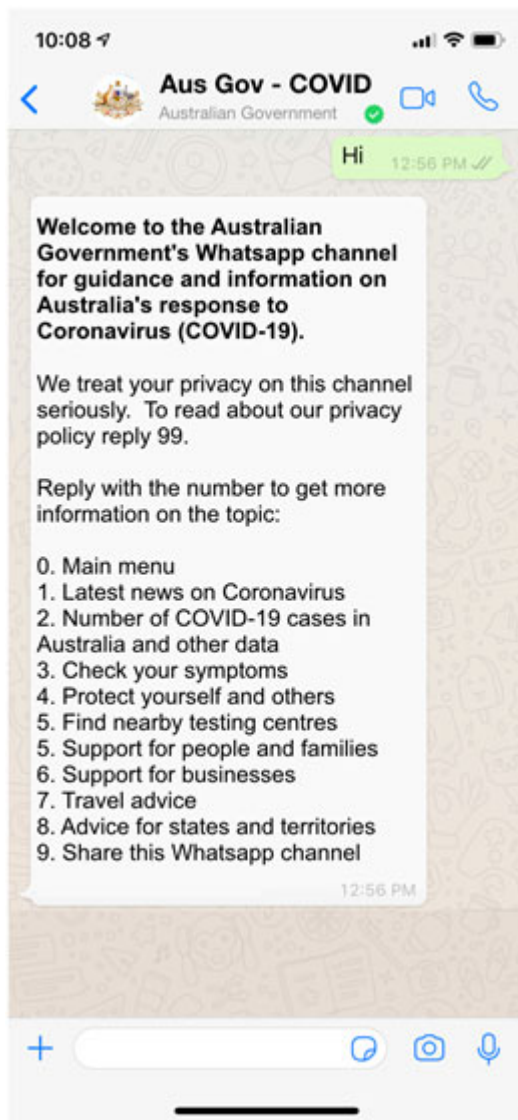 10:08
Aus Gov - COVID
Australian Government
Hi
12:56 PM
Welcome to the Australian
Government's Whatsapp channel
for guidance and information on
Australia's response to
Coronavirus (COVID-19).
We treat your privacy on this channel
seriously.  To read about our privacy
policy reply 99.
Reply with the number to get more
information on the topic:
0. Main menu
1. Latest news on Coronavirus
2. Number of COVID-19 cases in
Australia and other data
3. Check your symptoms
4. Protect yourself and others
5. Find nearby testing centres
5. Support for people and families
6. Support for businesses
7. Travel advice
8. Advice for states and territories
9. Share this Whatsapp channel
12:56 PM